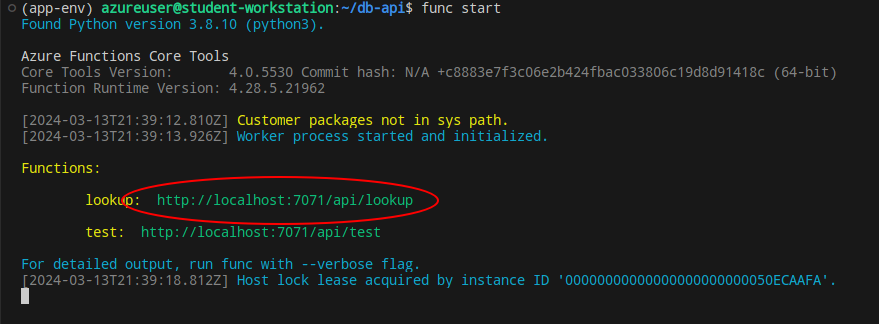 (app-env) azureuser@student-workstation:~/db-api$ func start
Found Python version 3.8.10 (python3).
Azure Functions Core Tools
Core Tools Version: 4.0.5530 Commit hash: N/A +c8883e7f3c06e2b424fbac033806c19d8d91418c (64-bit)
Function Runtime Version: 4.28.5.21962
[2024-03-13T21:39:12.810Z] Customer packages not in sys path.
[2024-03-13T21:39:13.926Z] Worker process started and initialized.
Functions:
lookup: http://localhost:7071/api/lookup
test: http://localhost:7071/api/test
For detailed output, run func with --verbose flag.
[2024-03-13T21:39:18.812Z] Host lock lease acquired by instance ID '00000000000000000000000050ECAAFA'.